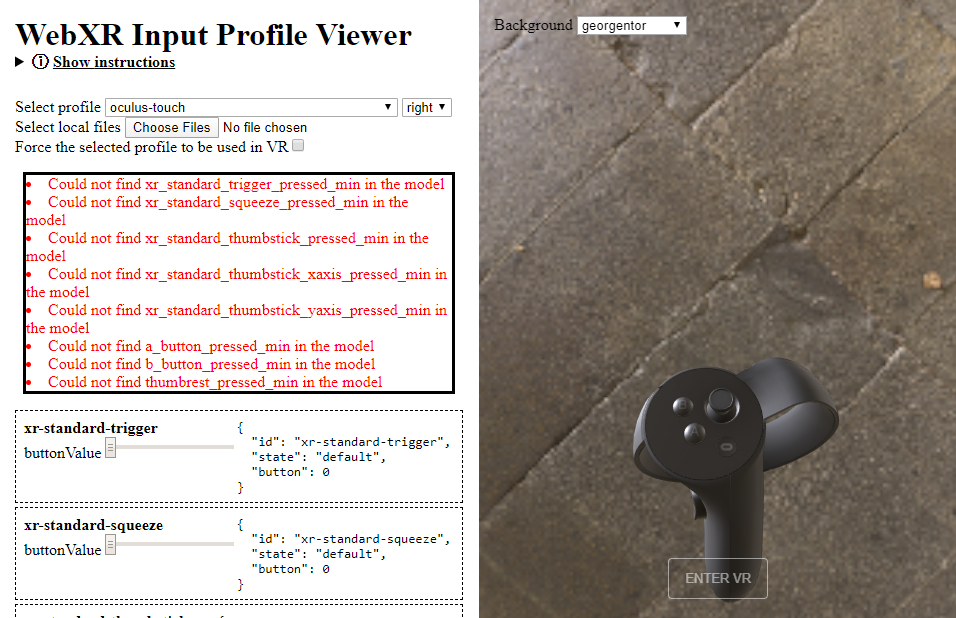 WebXR Input Profile Viewer
▶ ⓘ Show instructions
Select profile oculus-touch right
Select local files Choose Files No file chosen
Force the selected profile to be used in VR
• Could not find xr_standard_trigger_pressed_min in the model
• Could not find xr_standard_squeeze_pressed_min in the
model
• Could not find xr_standard_thumbstick_pressed_min in the
model
• Could not find xr_standard_thumbstick_xaxis_pressed_min in
the model
• Could not find xr_standard_thumbstick_yaxis_pressed_min in
the model
• Could not find a_button_pressed_min in the model
• Could not find b_button_pressed_min in the model
• Could not find thumbrest_pressed_min in the model
xr-standard-trigger
buttonValue
{
"id": "xr-standard-trigger",
"state": "default",
"button": 0
}
xr-standard-squeeze
buttonValue
{
"id": "xr-standard-squeeze",
"state": "default",
"button": 0
}
Background georgentor
B
A
ENTER VR